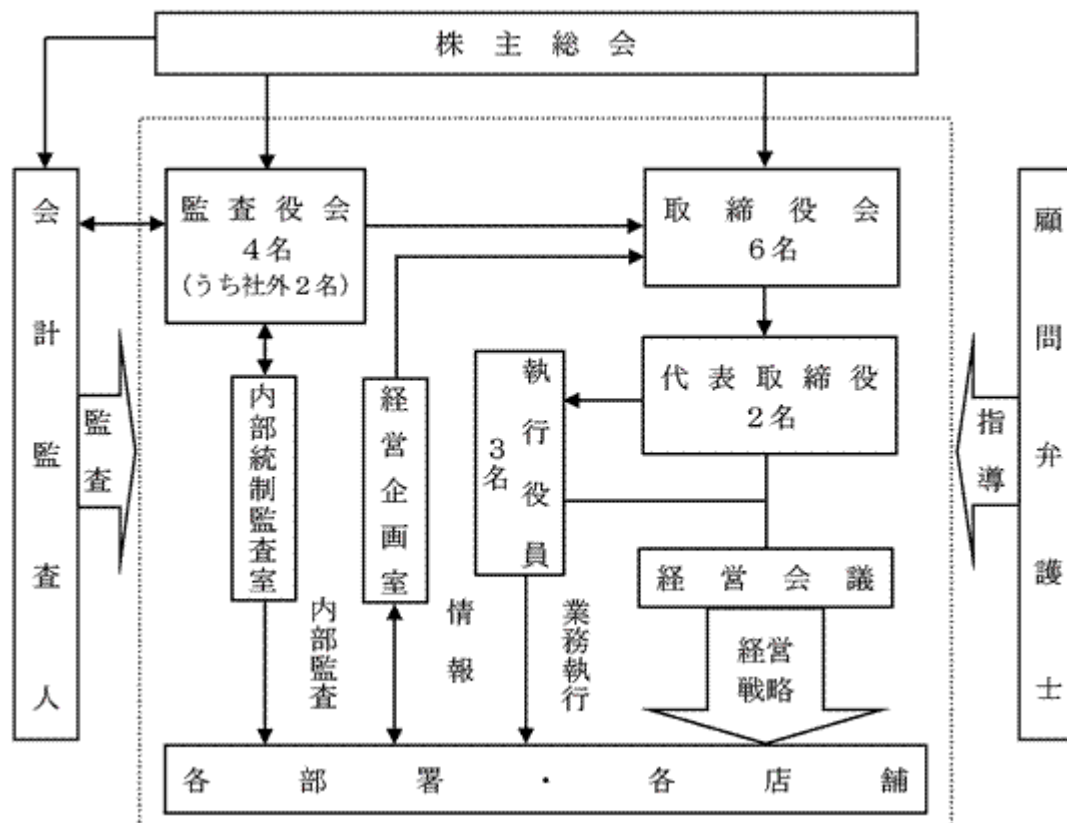 株主総会
会計監査人
監査役会
4名
(うち社外2名)
取締役会
6名
顧問弁護士
監査
内部統制監査室
経営企画室
執行役員
3名
代表取締役
2名
指導
経営会議
内部監査
情報
業務執行
経営
戦略
各部署・各店舗